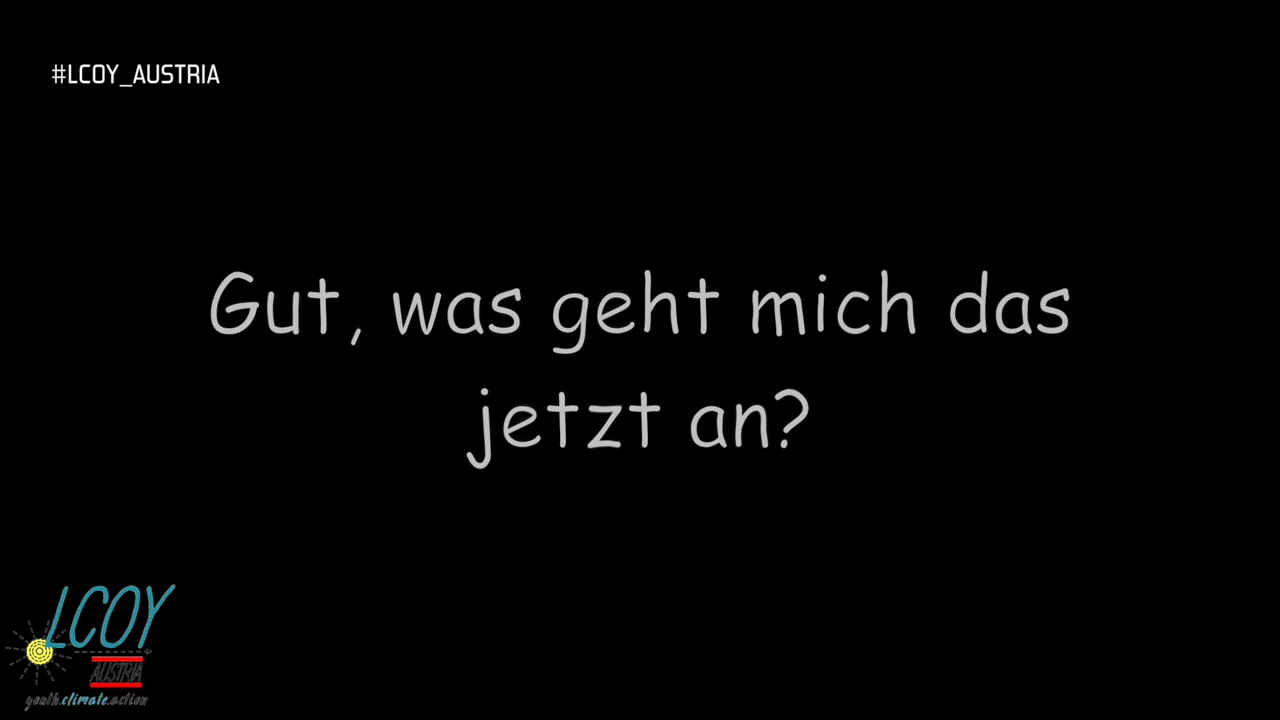 #LCOY_AUSTRIA
Gut, was geht mich das
jetzt an?
LCOY
AUSTRIA
youth.climate.action